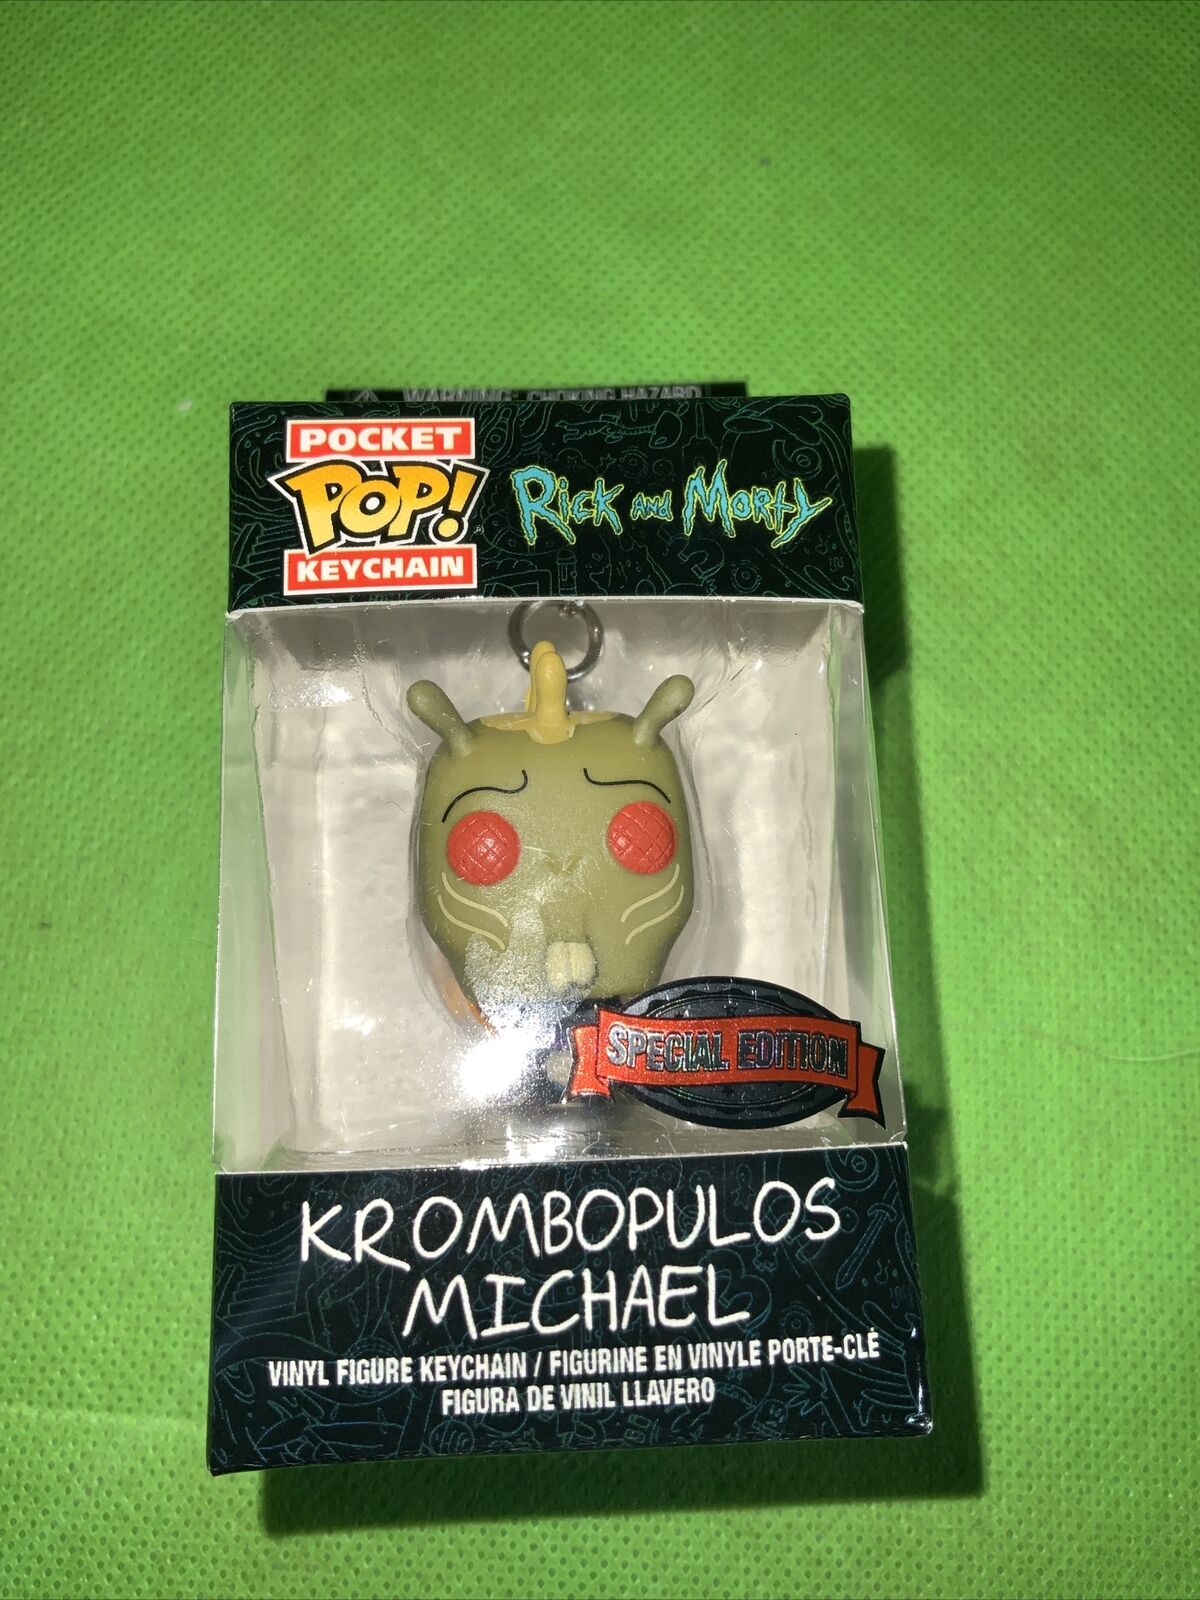 WARNING: CHOKING HAZARD
POCKET
POP!
KEYCHAIN
Rick AND Morty
SPECIAL EDITION
KROMBOPULOS
MICHAEL
VINYL FIGURE KEYCHAIN / FIGURINE EN VINYLE PORTE-CLÉ
FIGURA DE VINIL LLAVERO